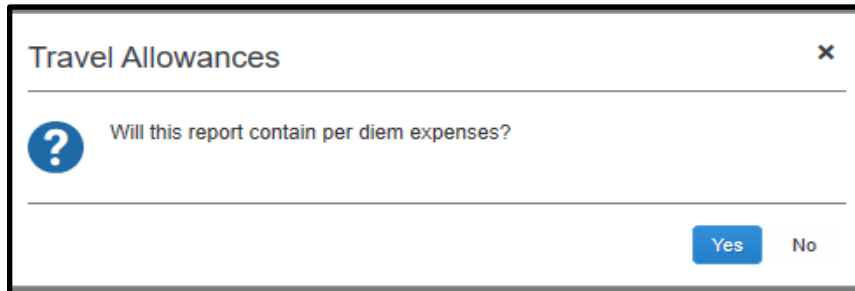 Travel Allowances ×
? Will this report contain per diem expenses?
Yes No